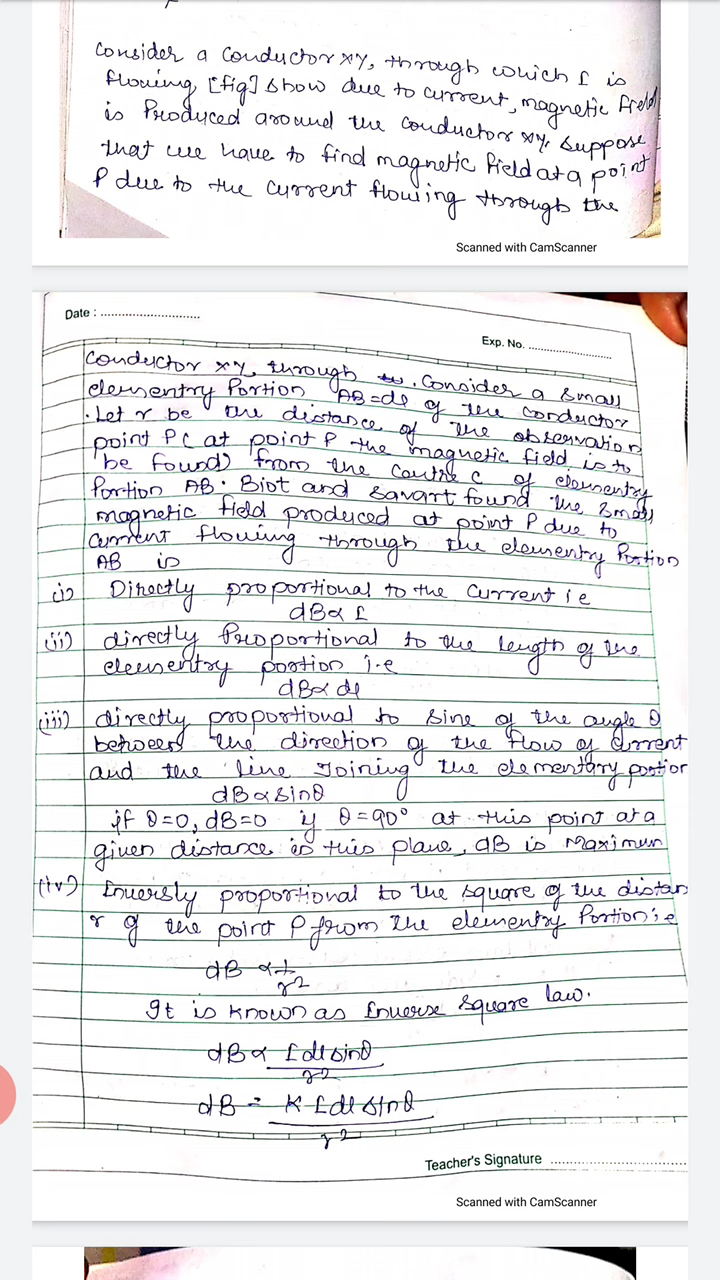 Consider a Conductor XY, through which I is
flowing [fig] show due to current, magnetic field
is Produced around the Conductor XY, suppose
that we have to find magnetic field at a point
P due to the current flowing through the
Scanned with CamScanner
Date : ............................
Exp. No. ............................
Conductor XY, through. Consider a small
elementry Portion AB=dl of the conductor
. Let r be the distance of the observation
point P( at point P the magnetic field is to
be found) from the centre C of elementry
Portion AB. Biot and savart found the small
magnetic field produced at point P due to
Current flowing through the elementry Portion
AB is
(i) Directly proportional to the Current i e
dB∝ I
(ii) directly Proportional to the length of the
elementry portion i.e
dB∝ dl
(iii) directly proportional to sine of the angle θ
between the direction of the flow of current
and the line Joining the elementary portion
dB∝sinθ
if θ=0, dB=0 if θ=90° at this point at a
given distance is this plane, dB is Maximum
(iv) Inversly proportional to the square of the distan
r of the point P from the elementry Portion i e
dB ∝ 1/r²
It is known as Inverse Square law.
dB∝ Idlsinθ/r²
dB = K Idl sinθ/r²
Teacher's Signature ............................
Scanned with CamScanner